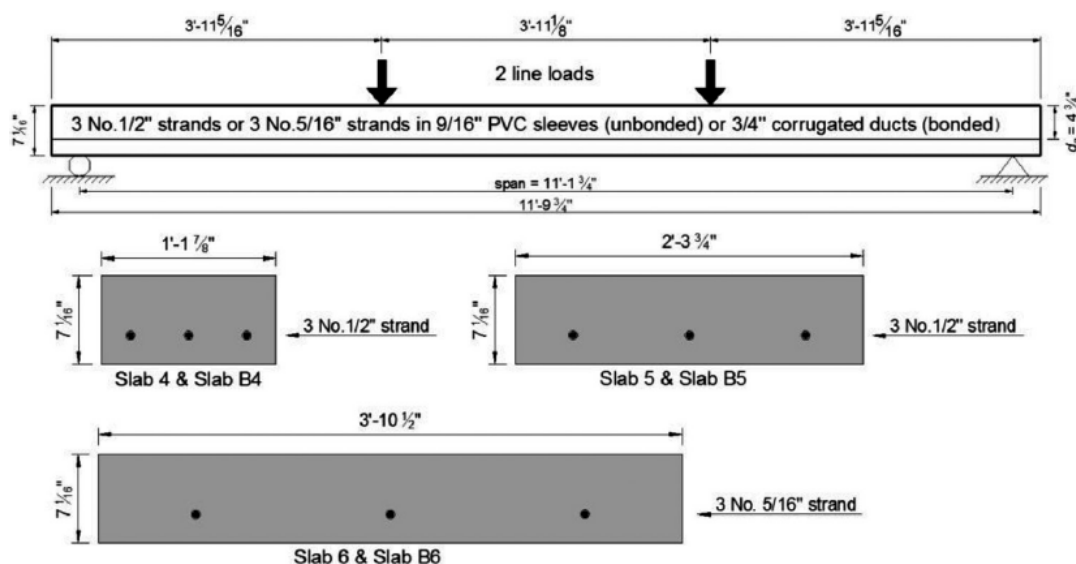 3'-11 5/16" 3'-11 1/8" 3'-11 5/16"
2 line loads
7 1/16"
3 No.1/2" strands or 3 No.5/16" strands in 9/16" PVC sleeves (unbonded) or 3/4" corrugated ducts (bonded)
= 4 3/4"
span = 11'-1 3/4"
11'-9 3/4"
1'-1 7/8" 2'-3 3/4"
7 1/16" 3 No.1/2" strand 7 1/16" 3 No.1/2" strand
Slab 4 & Slab B4 Slab 5 & Slab B5
3'-10 1/2"
7 1/16" 3 No. 5/16" strand
Slab 6 & Slab B6